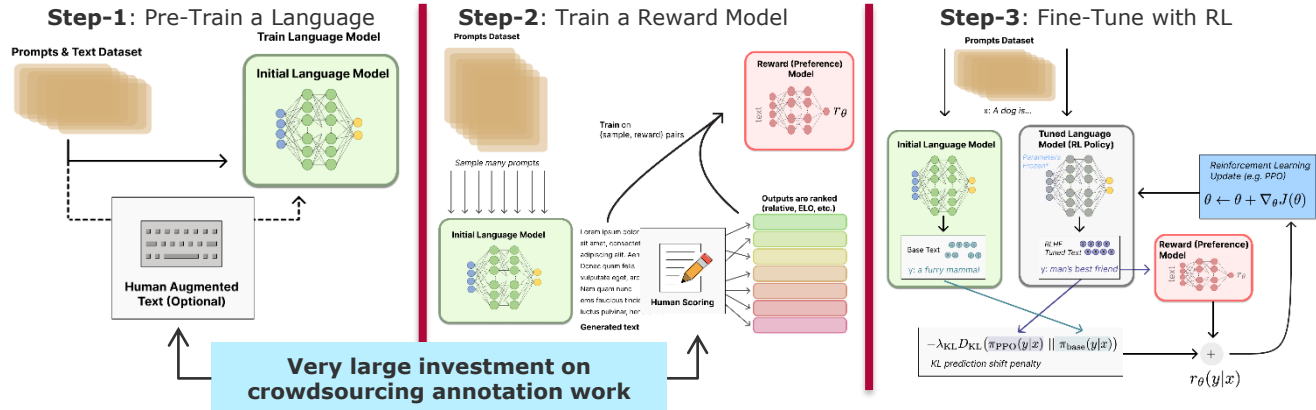 Step-1: Pre-Train a Language
Train Language Model
Prompts & Text Dataset
Initial Language Model
Human Augmented
Text (Optional)
Step-2: Train a Reward Model
Prompts Dataset
Reward (Preference)
Model
text
rθ
Train on
{sample, reward} pairs
Sample many prompts
Initial Language Model
Lorem ipsum dolor
sit amet, consectet
adipiscing elit. Aen
Donec quam felis
vulputate eget, arc
Nam quam nunc
eros faucibus tincid
luctus pulvinar, her
Generated text
Human Scoring
Outputs are ranked
(relative, ELO, etc.)
Very large investment on
crowdsourcing annotation work
Step-3: Fine-Tune with RL
Prompts Dataset
x: A dog is...
Initial Language Model
Tuned Language
Model (RL Policy)
Parameters
Frozen*
Reinforcement Learning
Update (e.g. PPO)
θ ← θ + ∇θJ(θ)
Base Text
y: a furry mammal
RLHF
Tuned Text
y: man's best friend
Reward (Preference)
Model
text
rθ
−λKL DKL(πPPO(y|x) || πbase(y|x))
KL prediction shift penalty
+
rθ(y|x)